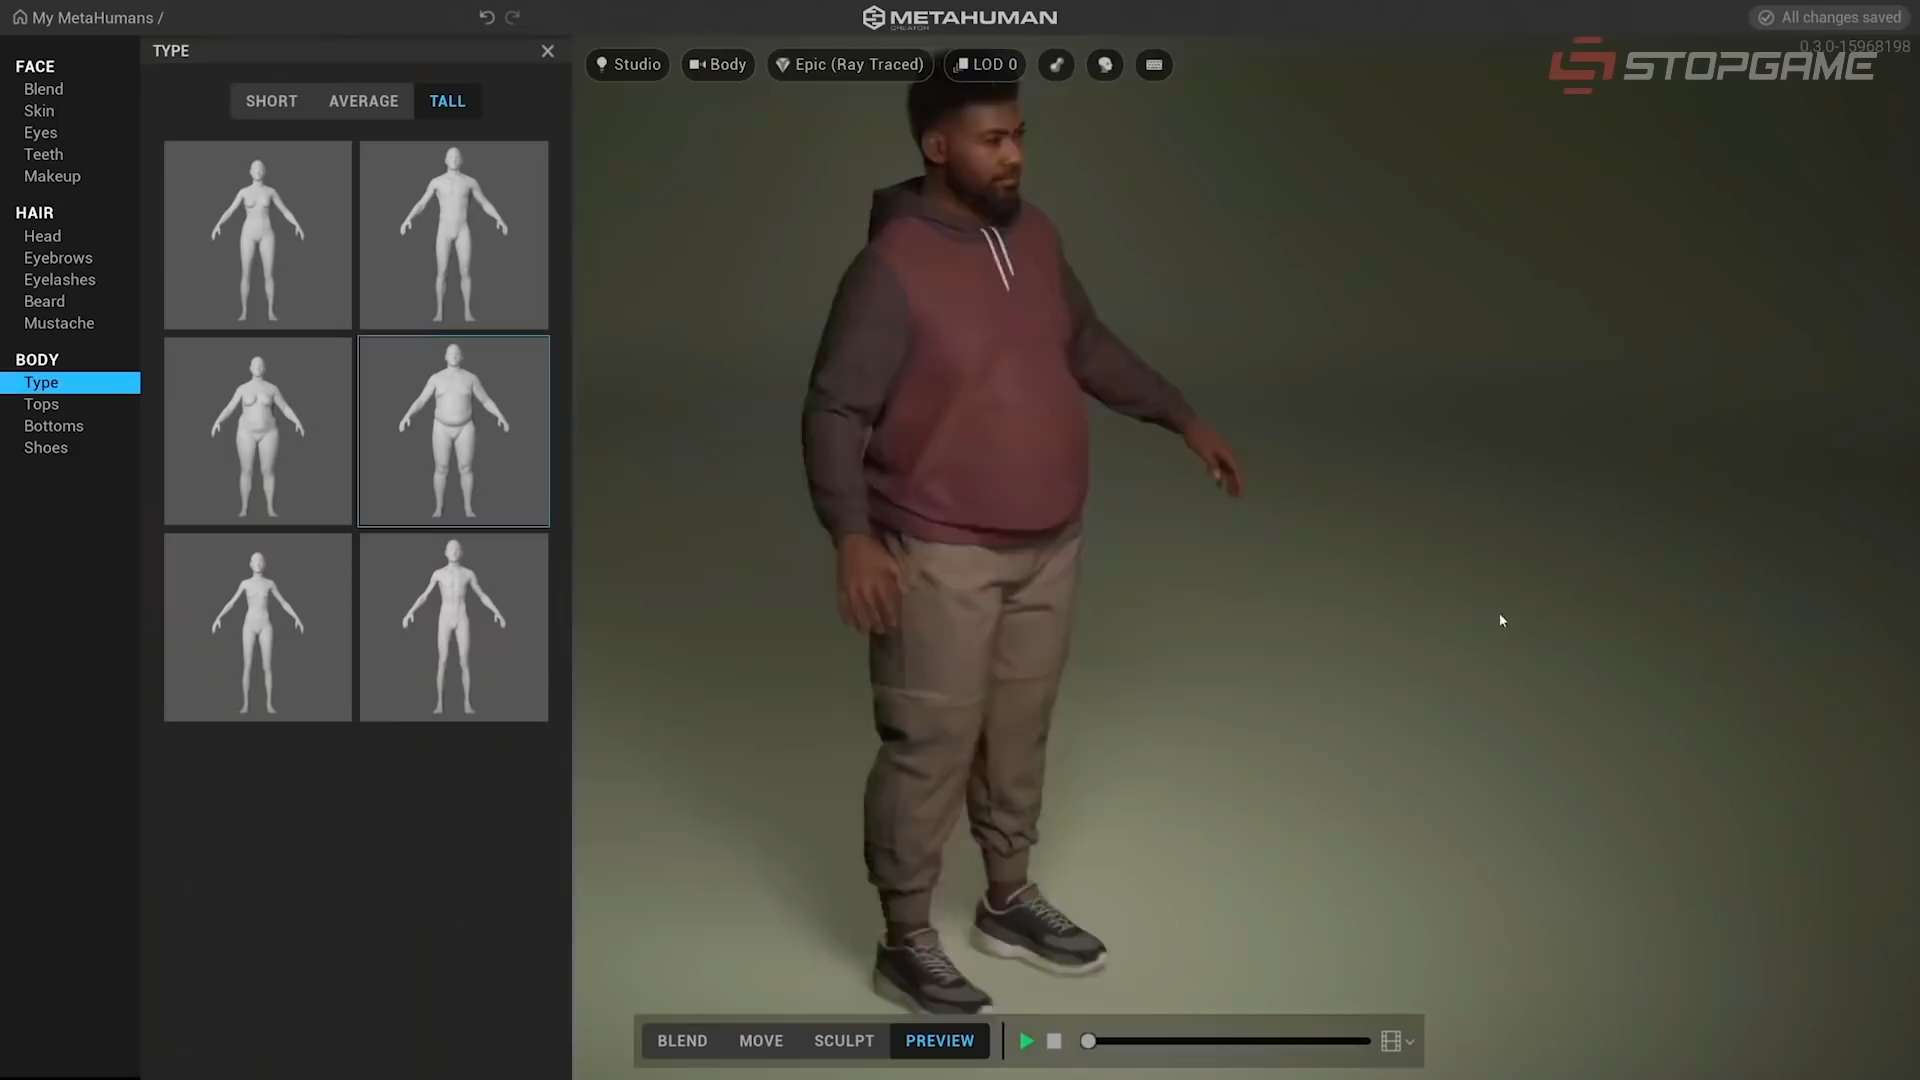 My MetaHumans /
METAHUMAN
CREATOR
All changes saved
0.3.0-15968198
STOPGAME
FACE
Blend
Skin
Eyes
Teeth
Makeup
HAIR
Head
Eyebrows
Eyelashes
Beard
Mustache
BODY
Type
Tops
Bottoms
Shoes
TYPE
SHORT AVERAGE TALL
Studio Body Epic (Ray Traced) LOD 0
BLEND MOVE SCULPT PREVIEW